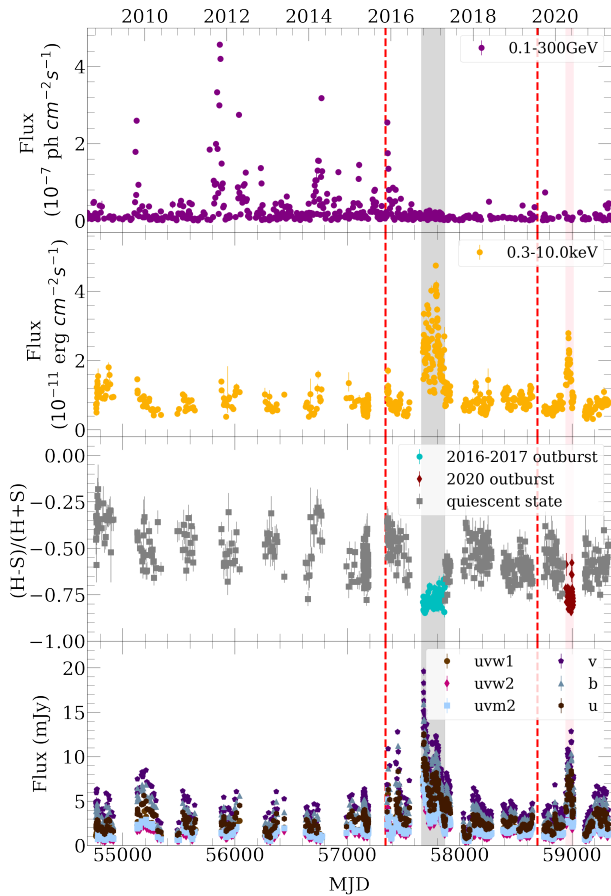 2010 2012 2014 2016 2018 2020
0.1-300GeV
Flux
(10⁻⁷ ph cm⁻²s⁻¹)
4
2
0
0.3-10.0keV
Flux
(10⁻¹¹ erg cm⁻²s⁻¹)
4
2
0
(H-S)/(H+S)
0.00
−0.25
−0.50
−0.75
−1.00
2016-2017 outburst
2020 outburst
quiescent state
Flux (mJy)
20
15
10
5
0
uvw1 v
uvw2 b
uvm2 u
55000 56000 57000 58000 59000
MJD